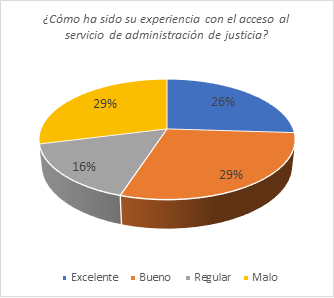 ¿Cómo ha sido su experiencia con el acceso al
servicio de administración de justicia?
29%
26%
16%
29%
Excelente Bueno Regular Malo